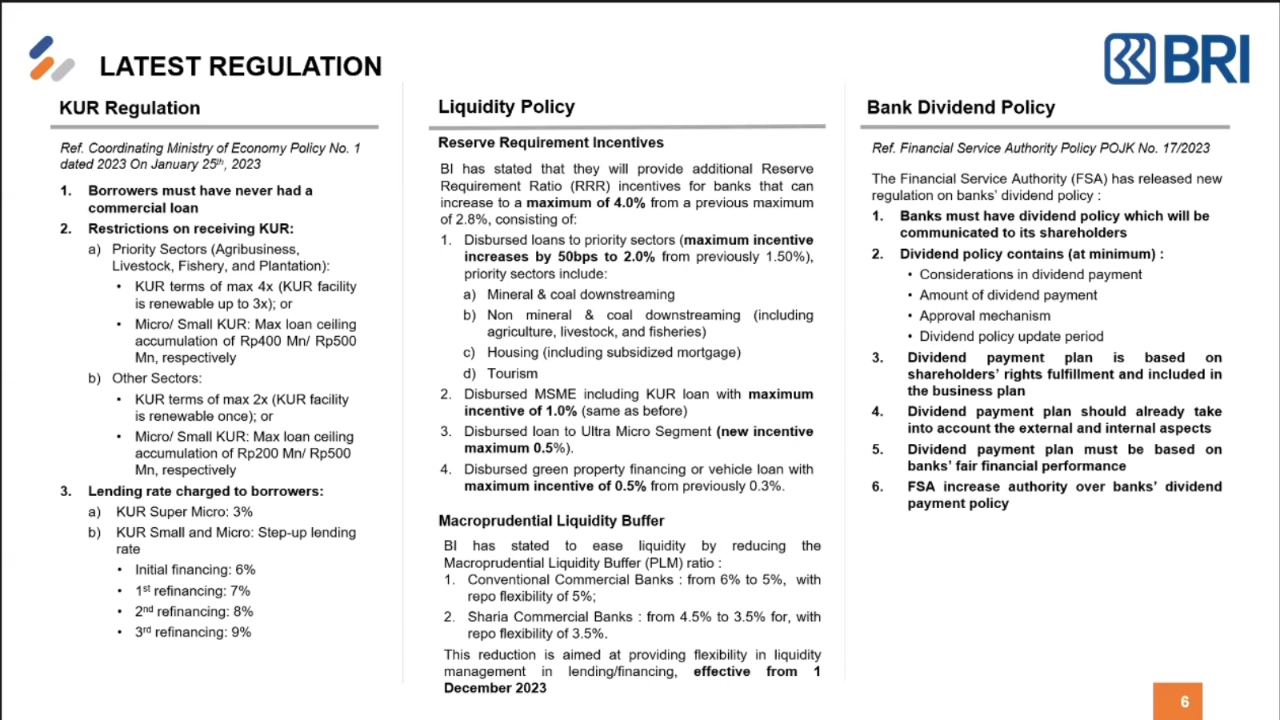 LATEST REGULATION
BRI
KUR Regulation
Ref. Coordinating Ministry of Economy Policy No. 1
dated 2023 On January 25th, 2023
1. Borrowers must have never had a
commercial loan
2. Restrictions on receiving KUR:
a) Priority Sectors (Agribusiness,
Livestock, Fishery, and Plantation):
• KUR terms of max 4x (KUR facility
is renewable up to 3x); or
• Micro/ Small KUR: Max loan ceiling
accumulation of Rp400 Mn/ Rp500
Mn, respectively
b) Other Sectors:
• KUR terms of max 2x (KUR facility
is renewable once); or
• Micro/ Small KUR: Max loan ceiling
accumulation of Rp200 Mn/ Rp500
Mn, respectively
3. Lending rate charged to borrowers:
a) KUR Super Micro: 3%
b) KUR Small and Micro: Step-up lending
rate
• Initial financing: 6%
• 1st refinancing: 7%
• 2nd refinancing: 8%
• 3rd refinancing: 9%
Liquidity Policy
Reserve Requirement Incentives
BI has stated that they will provide additional Reserve
Requirement Ratio (RRR) incentives for banks that can
increase to a maximum of 4.0% from a previous maximum
of 2.8%, consisting of:
1. Disbursed loans to priority sectors (maximum incentive
increases by 50bps to 2.0% from previously 1.50%),
priority sectors include:
a) Mineral & coal downstreaming
b) Non mineral & coal downstreaming (including
agriculture, livestock, and fisheries)
c) Housing (including subsidized mortgage)
d) Tourism
2. Disbursed MSME including KUR loan with maximum
incentive of 1.0% (same as before)
3. Disbursed loan to Ultra Micro Segment (new incentive
maximum 0.5%).
4. Disbursed green property financing or vehicle loan with
maximum incentive of 0.5% from previously 0.3%.
Macroprudential Liquidity Buffer
BI has stated to ease liquidity by reducing the
Macroprudential Liquidity Buffer (PLM) ratio :
1. Conventional Commercial Banks : from 6% to 5%, with
repo flexibility of 5%;
2. Sharia Commercial Banks : from 4.5% to 3.5% for, with
repo flexibility of 3.5%.
This reduction is aimed at providing flexibility in liquidity
management in lending/financing, effective from 1
December 2023
Bank Dividend Policy
Ref. Financial Service Authority Policy POJK No. 17/2023
The Financial Service Authority (FSA) has released new
regulation on banks' dividend policy :
1. Banks must have dividend policy which will be
communicated to its shareholders
2. Dividend policy contains (at minimum) :
• Considerations in dividend payment
• Amount of dividend payment
• Approval mechanism
• Dividend policy update period
3. Dividend payment plan is based on
shareholders' rights fulfillment and included in
the business plan
4. Dividend payment plan should already take
into account the external and internal aspects
5. Dividend payment plan must be based on
banks' fair financial performance
6. FSA increase authority over banks' dividend
payment policy
6